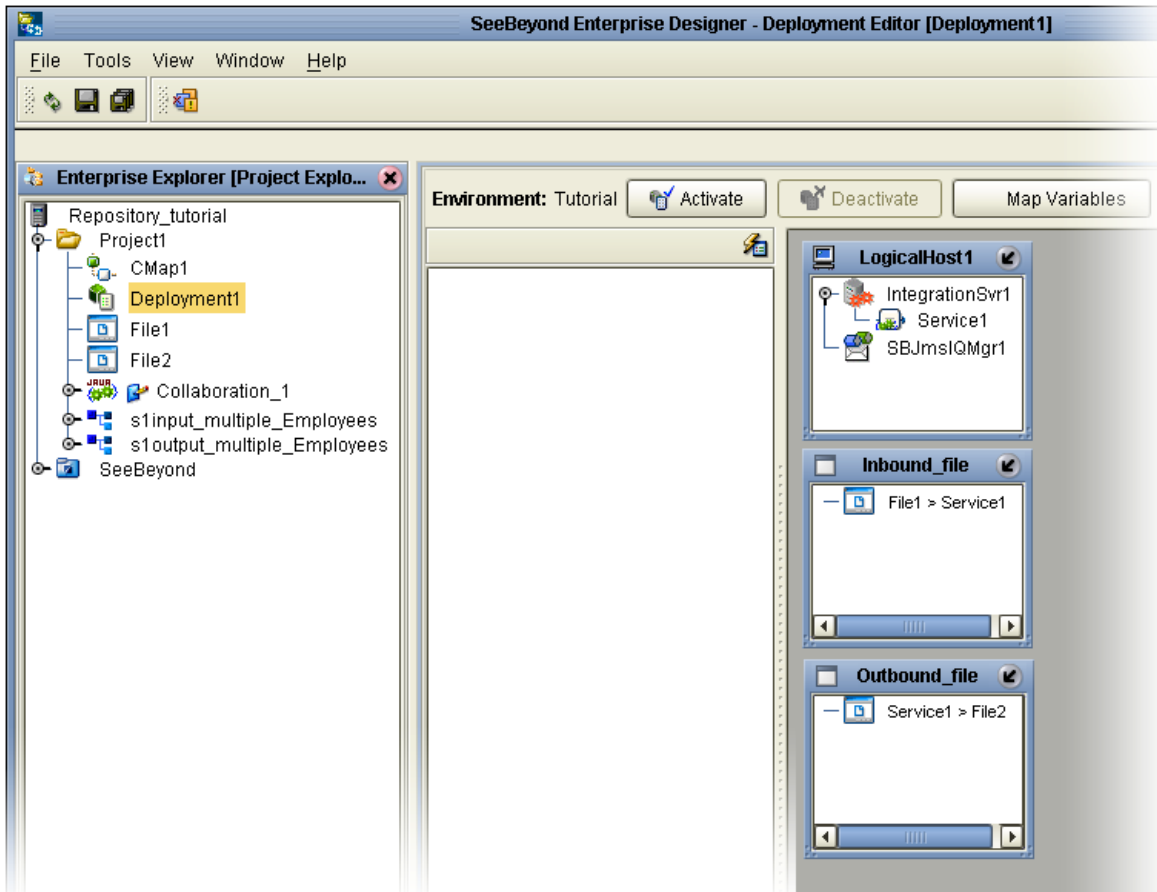 SeeBeyond Enterprise Designer - Deployment Editor [Deployment1]
File Tools View Window Help
Enterprise Explorer [Project Explo...
Repository_tutorial
Project1
CMap1
Deployment1
File1
File2
JAVA Collaboration_1
s1input_multiple_Employees
s1output_multiple_Employees
SeeBeyond
Environment: Tutorial Activate Deactivate Map Variables
LogicalHost1
IntegrationSvr1
Service1
SBJmsIQMgr1
Inbound_file
File1 > Service1
Outbound_file
Service1 > File2